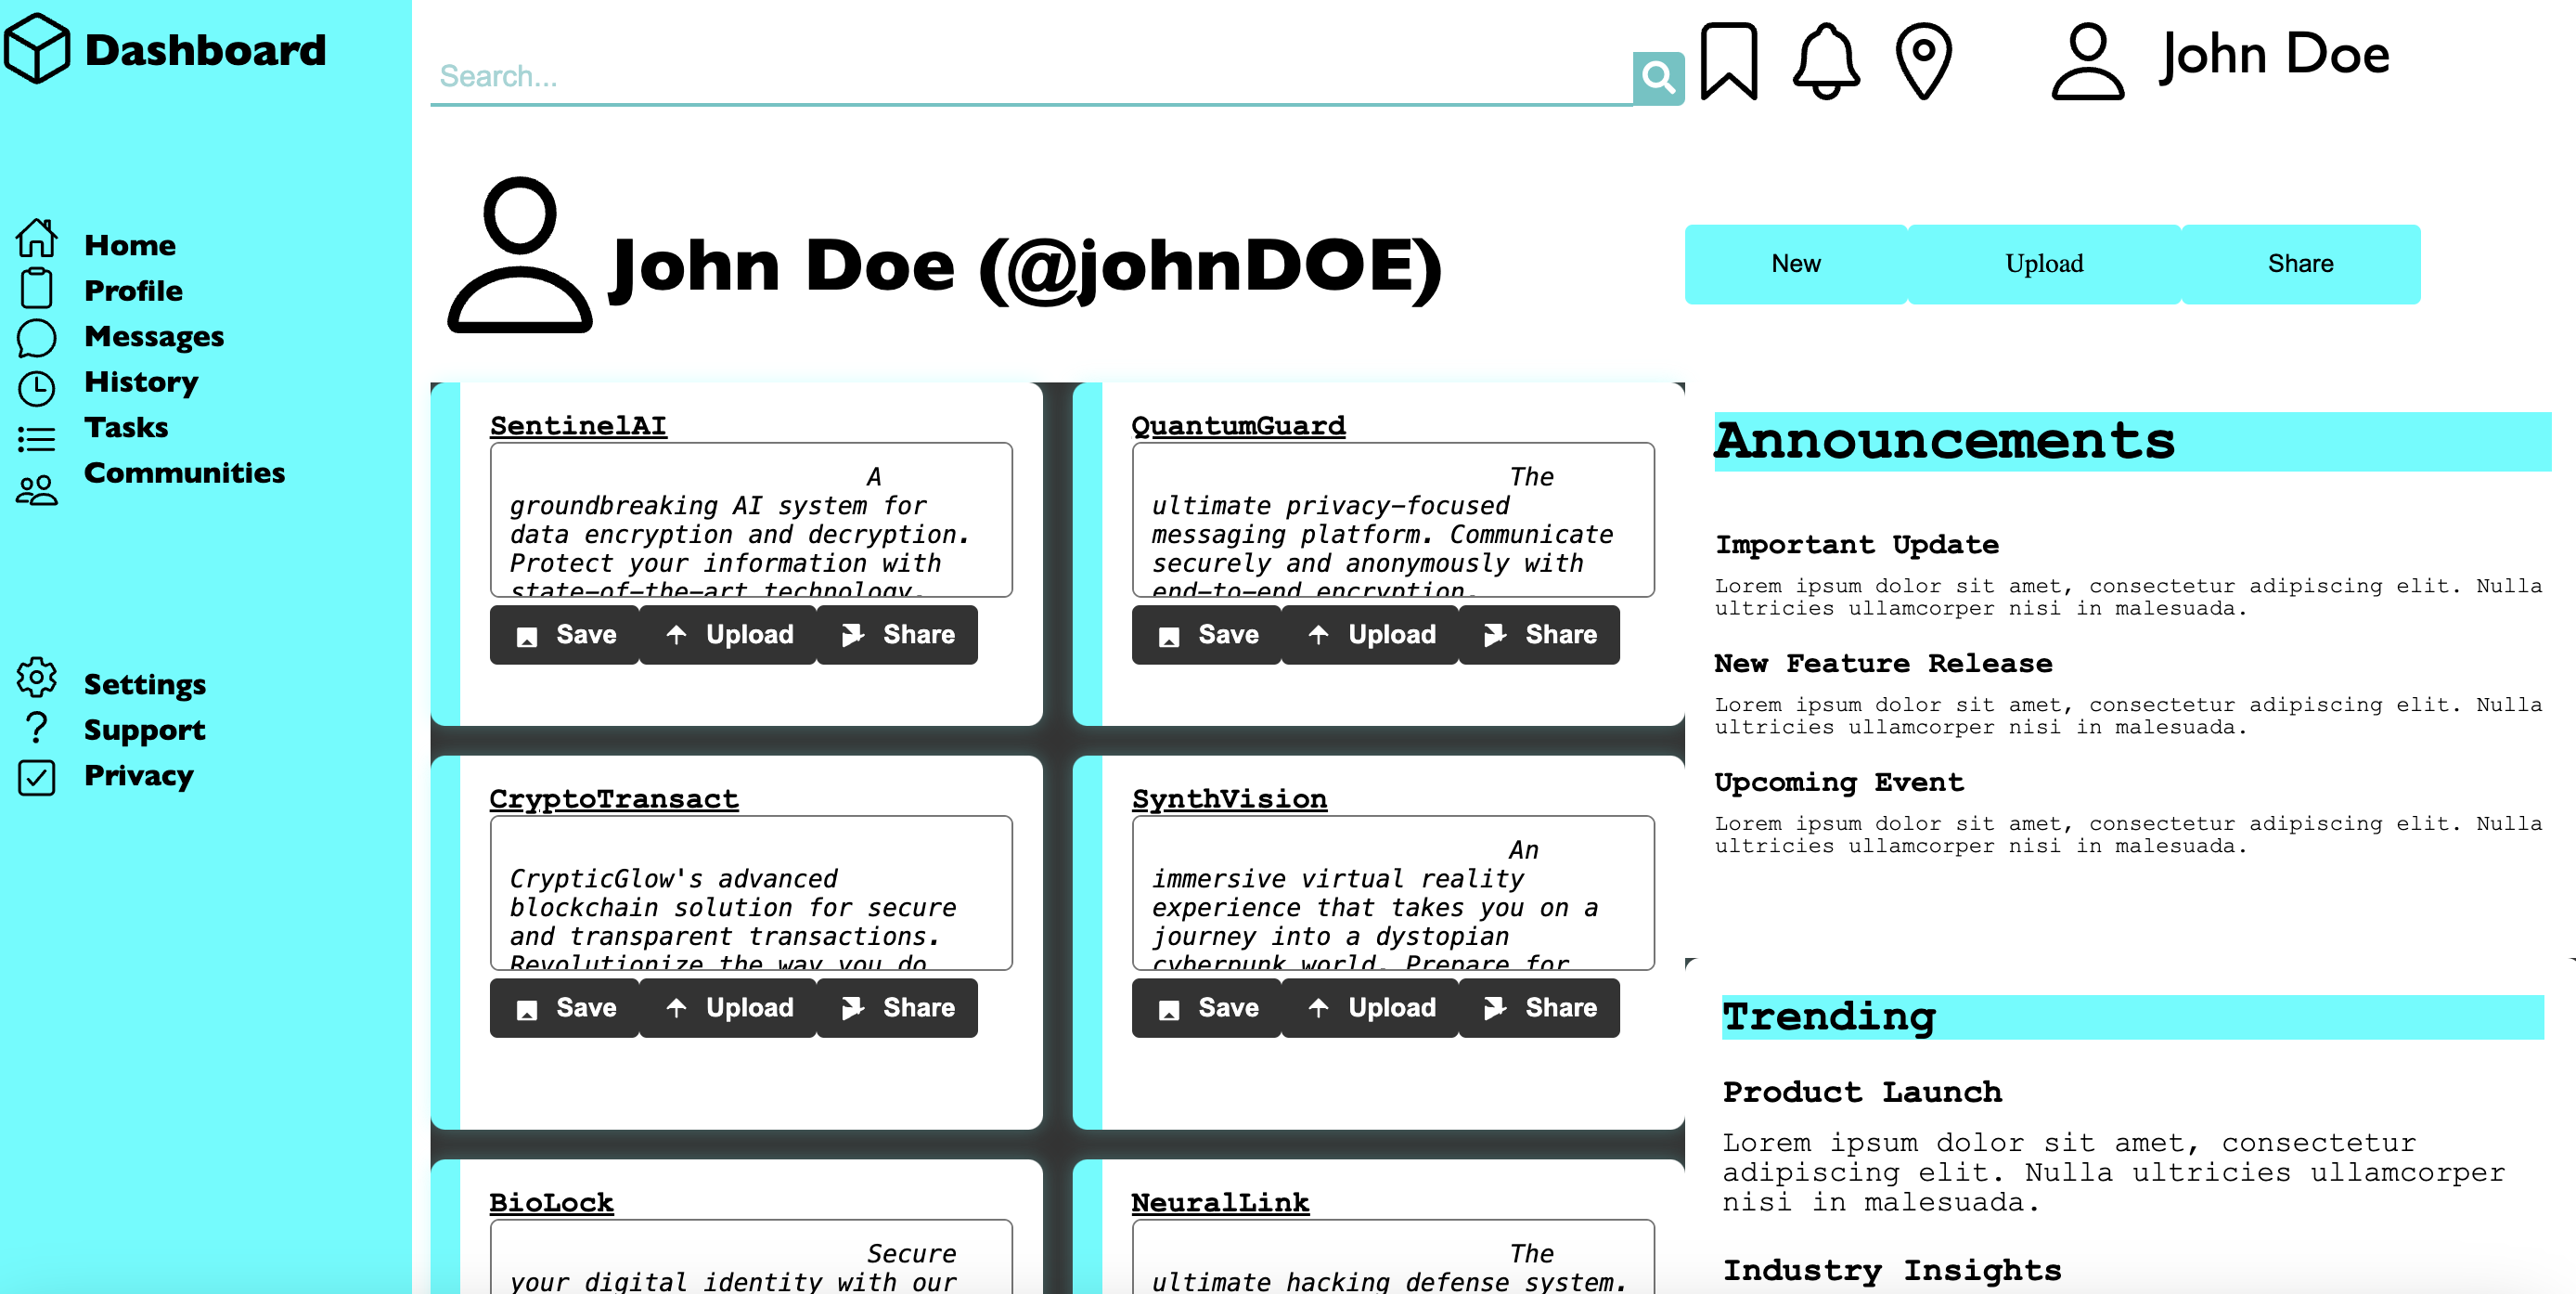 Dashboard
Search...
John Doe
Home
Profile
Messages
History
Tasks
Communities
Settings
Support
Privacy
John Doe (@johnDOE)
New
Upload
Share
SentinelAI
A
groundbreaking AI system for
data encryption and decryption.
Protect your information with
state-of-the-art technology.
Save
Upload
Share
QuantumGuard
The
ultimate privacy-focused
messaging platform. Communicate
securely and anonymously with
end-to-end encryption.
Save
Upload
Share
CryptoTransact
CrypticGlow's advanced
blockchain solution for secure
and transparent transactions.
Revolutionize the way you do
Save
Upload
Share
SynthVision
An
immersive virtual reality
experience that takes you on a
journey into a dystopian
cyberpunk world. Prepare for
Save
Upload
Share
BioLock
Secure
your digital identity with our
NeuralLink
The
ultimate hacking defense system.
Announcements
Important Update
Lorem ipsum dolor sit amet, consectetur adipiscing elit. Nulla
ultricies ullamcorper nisi in malesuada.
New Feature Release
Lorem ipsum dolor sit amet, consectetur adipiscing elit. Nulla
ultricies ullamcorper nisi in malesuada.
Upcoming Event
Lorem ipsum dolor sit amet, consectetur adipiscing elit. Nulla
ultricies ullamcorper nisi in malesuada.
Trending
Product Launch
Lorem ipsum dolor sit amet, consectetur
adipiscing elit. Nulla ultricies ullamcorper
nisi in malesuada.
Industry Insights